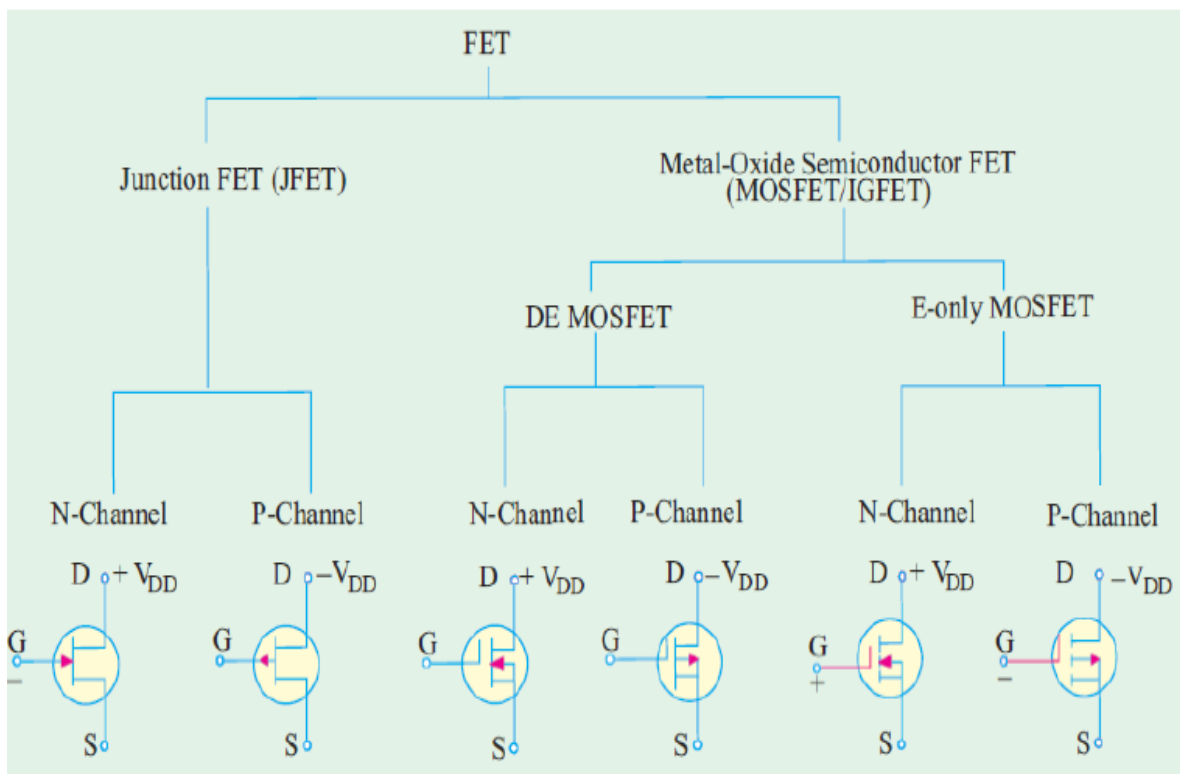 FET
Junction FET (JFET)
Metal-Oxide Semiconductor FET
(MOSFET/IGFET)
DE MOSFET
E-only MOSFET
N-Channel
P-Channel
N-Channel
P-Channel
N-Channel
P-Channel
D + VDD
D –VDD
D + VDD
D –VDD
D + VDD
D –VDD
G
G
G
G
G
G
–
+
–
S
S
S
S
S
S